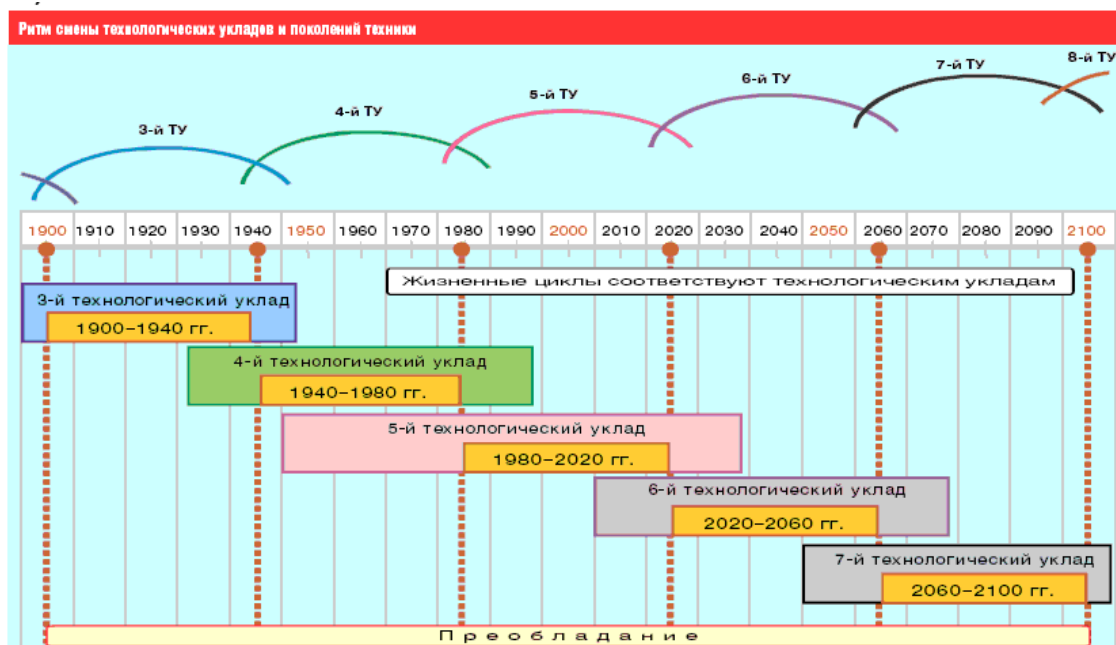 Ритм смены технологических укладов и поколений техники
3-й ТУ
4-й ТУ
5-й ТУ
6-й ТУ
7-й ТУ
8-й ТУ
1900 1910 1920 1930 1940 1950 1960 1970 1980 1990 2000 2010 2020 2030 2040 2050 2060 2070 2080 2090 2100
Жизненные циклы соответствуют технологическим укладам
3-й технологический уклад
1900–1940 гг.
4-й технологический уклад
1940–1980 гг.
5-й технологический уклад
1980–2020 гг.
6-й технологический уклад
2020–2060 гг.
7-й технологический уклад
2060–2100 гг.
Преобладание